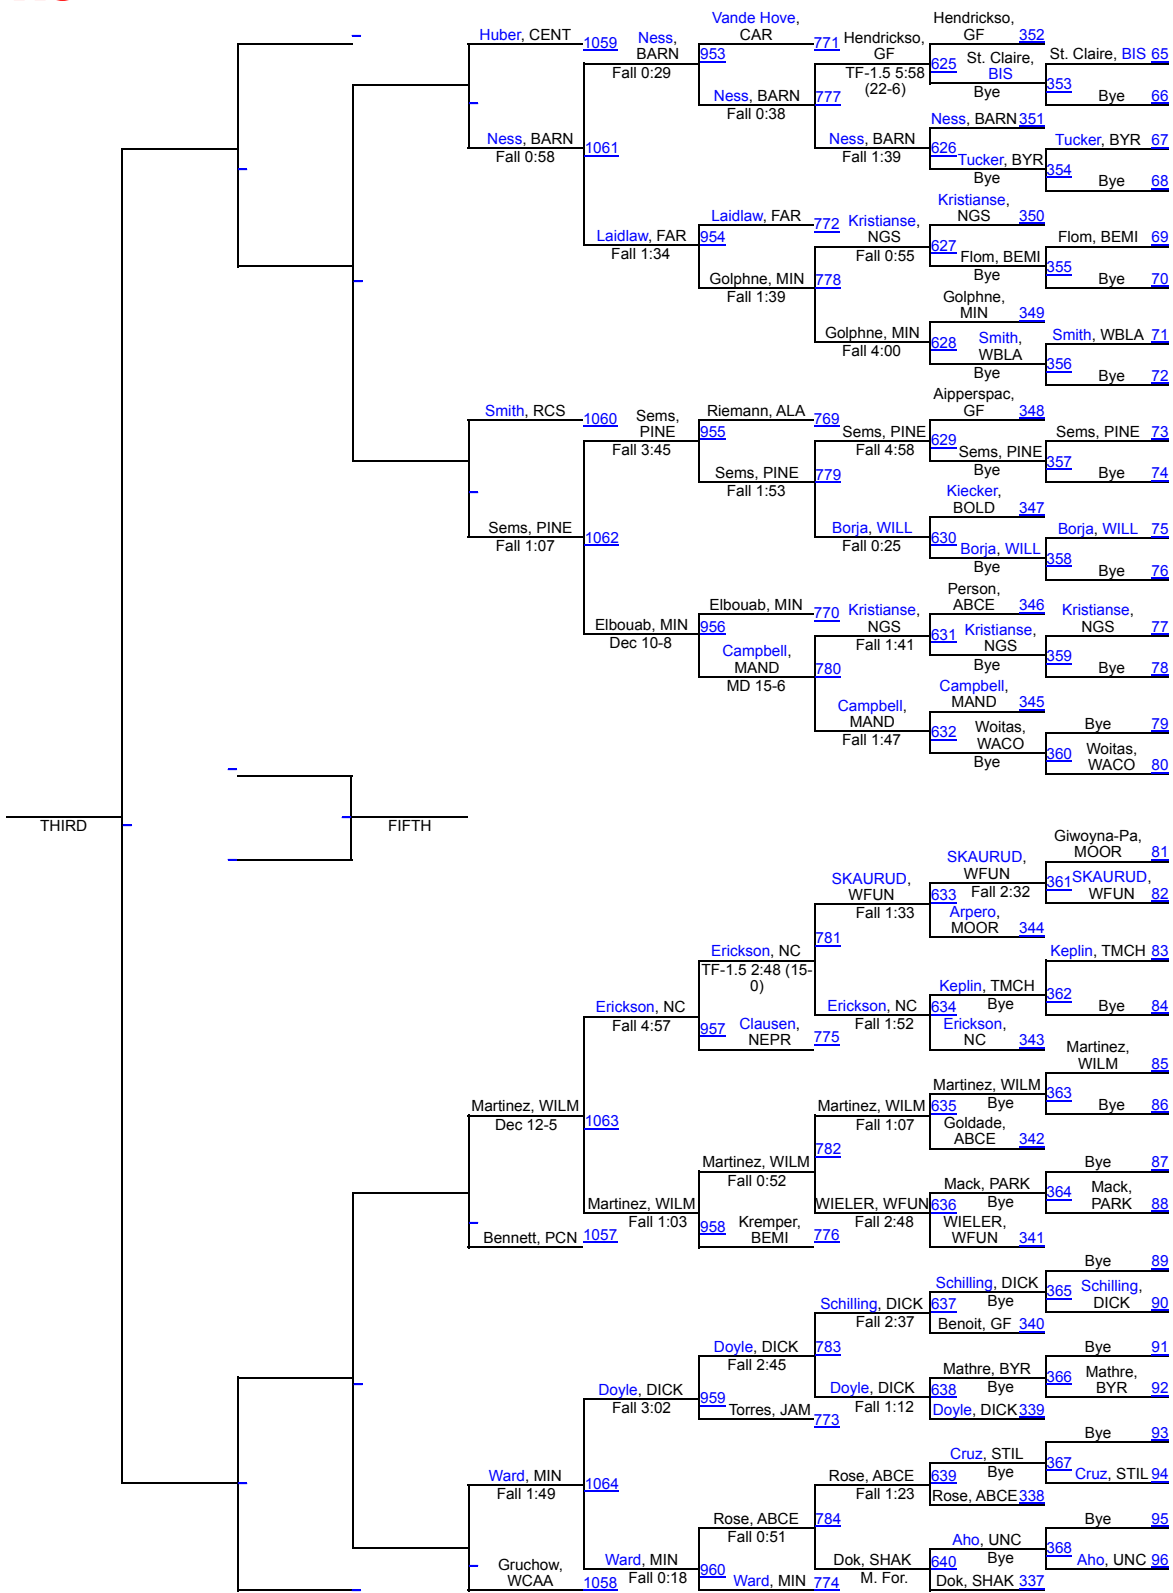 Huber, CENT
1059
Ness,
BARN
Fall 0:29
Vande Hove,
CAR
953
771
Hendrickso,
GF
TF-1.5 5:58
(22-6)
Hendrickso,
GF
352
625
St. Claire,
BIS
Bye
St. Claire, BIS 65
353
Bye 66
Ness, BARN
Fall 0:38
777
Ness, BARN
Fall 0:58
1061
Ness, BARN
Fall 1:39
Ness, BARN 351
626
Tucker, BYR
Bye
Tucker, BYR 67
354
Bye 68
Laidlaw, FAR
Fall 1:34
Laidlaw, FAR
954
772
Kristianse,
NGS
Fall 0:55
Kristianse,
NGS
350
627
Flom, BEMI
Bye
Flom, BEMI 69
355
Bye 70
Golphne, MIN
Fall 1:39
778
Golphne, MIN
Fall 4:00
Golphne,
MIN
349
628
Smith,
WBLA
Bye
Smith, WBLA 71
356
Bye 72
Smith, RCS
1060
Sems,
PINE
Fall 3:45
Riemann, ALA
955
769
Sems, PINE
Fall 4:58
Aipperspac,
GF
348
629
Sems, PINE
Bye
Sems, PINE 73
357
Bye 74
Sems, PINE
Fall 1:53
779
Sems, PINE
Fall 1:07
1062
Borja, WILL
Fall 0:25
Kiecker,
BOLD
347
630
Borja, WILL
Bye
Borja, WILL 75
358
Bye 76
Elbouab, MIN
Dec 10-8
Elbouab, MIN
956
770
Kristianse,
NGS
Fall 1:41
Person,
ABCE
346
631
Kristianse,
NGS
Bye
Kristianse,
NGS
77
359
Bye 78
Campbell,
MAND
MD 15-6
780
Campbell,
MAND
Fall 1:47
Campbell,
MAND
345
632
Woitas,
WACO
Bye
Bye 79
360
Woitas,
WACO
80
THIRD
FIFTH
SKAURUD,
WFUN
Fall 1:33
SKAURUD,
WFUN
Fall 2:32
633
Arpero,
MOOR
344
Giwoyna-Pa,
MOOR
81
361
SKAURUD,
WFUN
82
781
Erickson, NC
TF-1.5 2:48 (15-
0)
Erickson, NC
Fall 4:57
957
Clausen,
NEPR
775
Erickson, NC
Fall 1:52
Keplin, TMCH
634
Bye
Erickson,
NC
343
Keplin, TMCH 83
362
Bye 84
Martinez, WILM
Dec 12-5
1063
Martinez, WILM
Fall 1:07
Martinez, WILM
635
Bye
Goldade,
ABCE
342
Martinez,
WILM
85
363
Bye 86
782
Martinez, WILM
Fall 0:52
Martinez, WILM
Fall 1:03
958
Kremper,
BEMI
776
WIELER, WFUN
Fall 2:48
Mack, PARK
636
Bye
WIELER,
WFUN
341
Bye 87
364
Mack,
PARK
88
Bennett, PCN
1057
Schilling, DICK
Fall 2:37
Schilling, DICK
637
Bye
Benoit, GF 340
Bye 89
365
Schilling,
DICK
90
Doyle, DICK
Fall 2:45
783
Doyle, DICK
Fall 3:02
959
Torres, JAM
773
Doyle, DICK
Fall 1:12
Mathre, BYR
638
Bye
Doyle, DICK 339
Bye 91
366
Mathre,
BYR
92
Ward, MIN
Fall 1:49
1064
Rose, ABCE
Fall 1:23
Cruz, STIL
639
Bye
Rose, ABCE 338
Bye 93
367
Cruz, STIL 94
Rose, ABCE
Fall 0:51
784
Gruchow,
WCAA
1058
Ward, MIN
Fall 0:18
960
Ward, MIN
774
Dok, SHAK
M. For.
Aho, UNC
640
Bye
Dok, SHAK 337
Bye 95
368
Aho, UNC 96